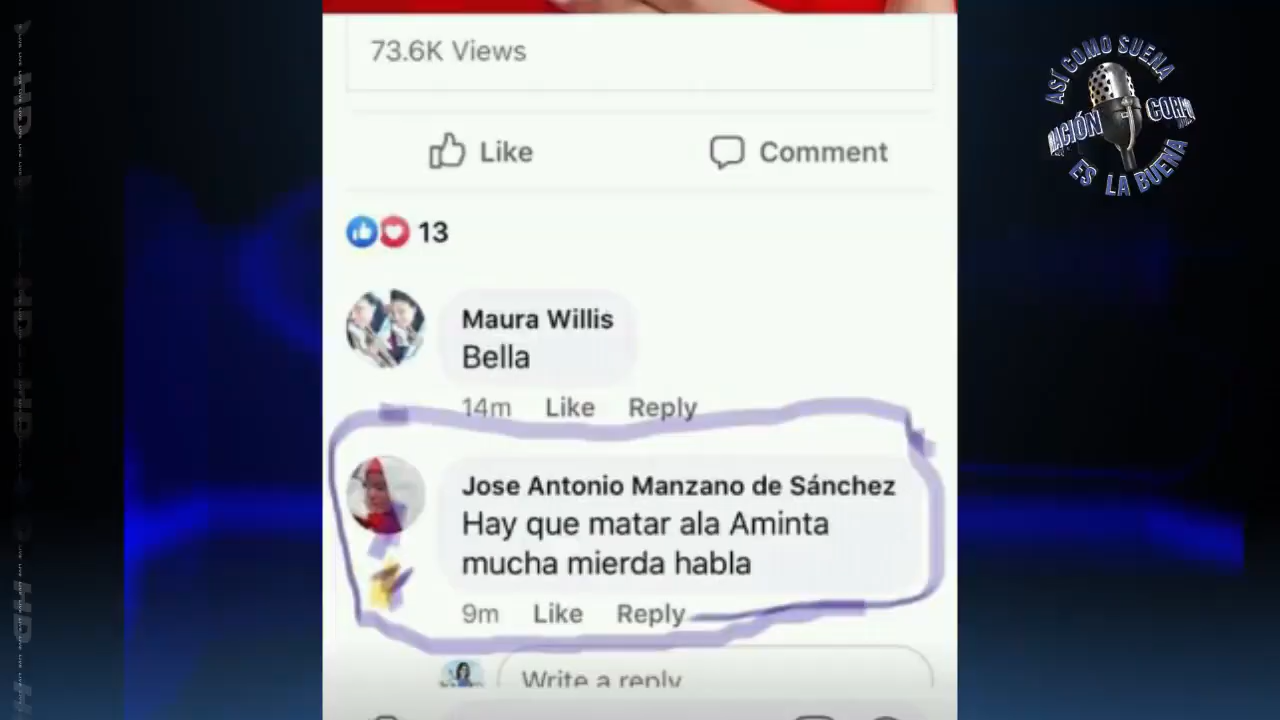 73.6K Views
Like
Comment
13
Maura Willis
Bella
14m Like Reply
Jose Antonio Manzano de Sánchez
Hay que matar ala Aminta
mucha mierda habla
9m Like Reply
Write a reply
ASÍ COMO SUENA
ES LA BUENA
HD